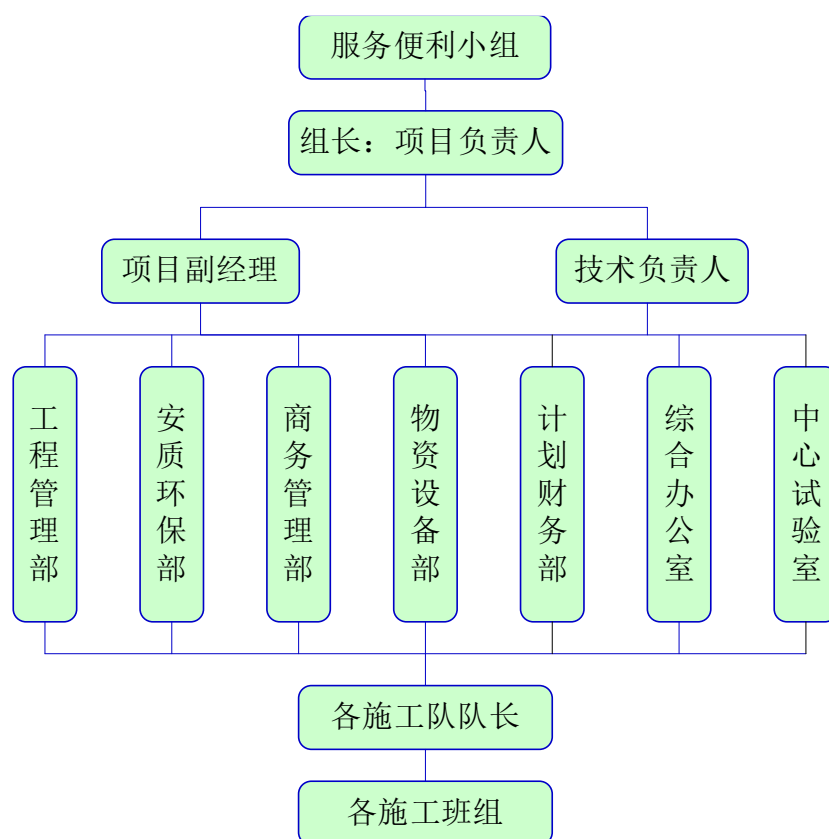 服务便利小组
组长：项目负责人
项目副经理
技术负责人
工程管理部
安质环保部
商务管理部
物资设备部
计划财务部
综合办公室
中心试验室
各施工队队长
各施工班组